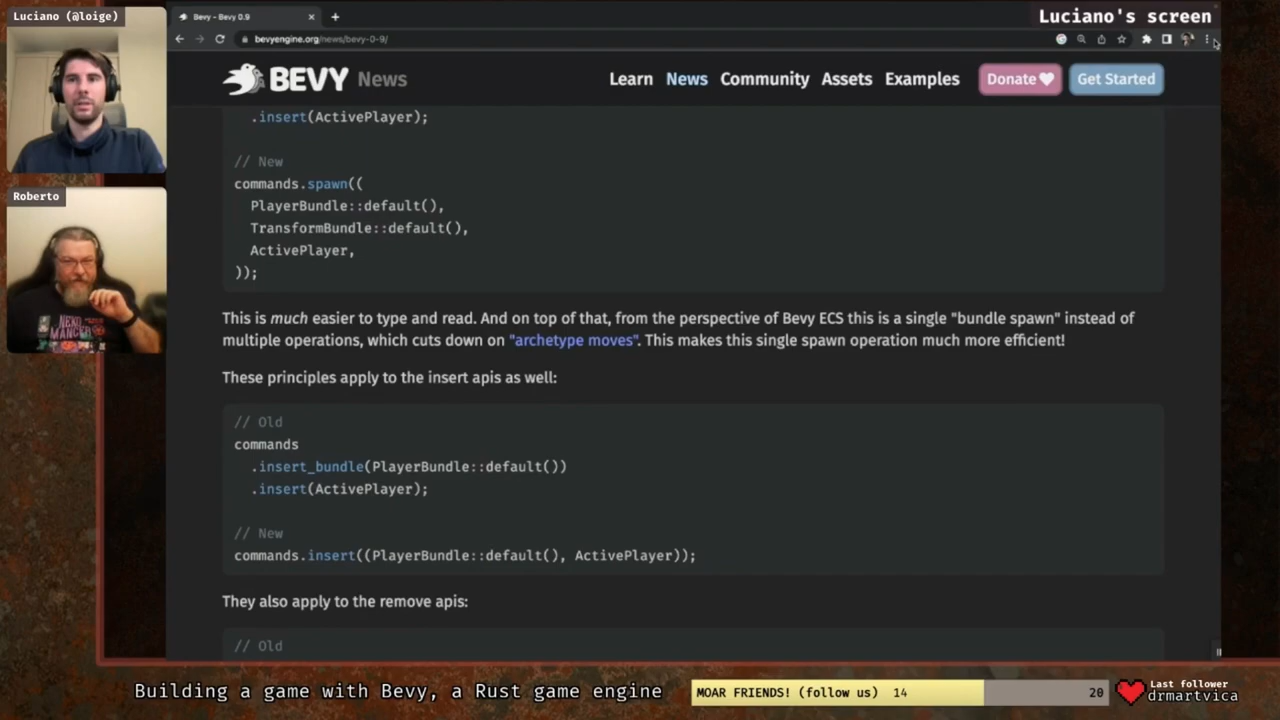 Luciano (@loige)
Roberto
Luciano's screen
Bevy - Bevy 0.9
bevyengine.org/news/bevy-0-9/
BEVY News
Learn News Community Assets Examples Donate Get Started
.insert(ActivePlayer);
// New
commands.spawn((
PlayerBundle::default(),
TransformBundle::default(),
ActivePlayer,
));
This is much easier to type and read. And on top of that, from the perspective of Bevy ECS this is a single "bundle spawn" instead of
multiple operations, which cuts down on "archetype moves". This makes this single spawn operation much more efficient!
These principles apply to the insert apis as well:
// Old
commands
.insert_bundle(PlayerBundle::default())
.insert(ActivePlayer);
// New
commands.insert((PlayerBundle::default(), ActivePlayer));
They also apply to the remove apis:
// Old
Building a game with Bevy, a Rust game engine
MOAR FRIENDS! (follow us) 14 20
Last follower
drmartvica